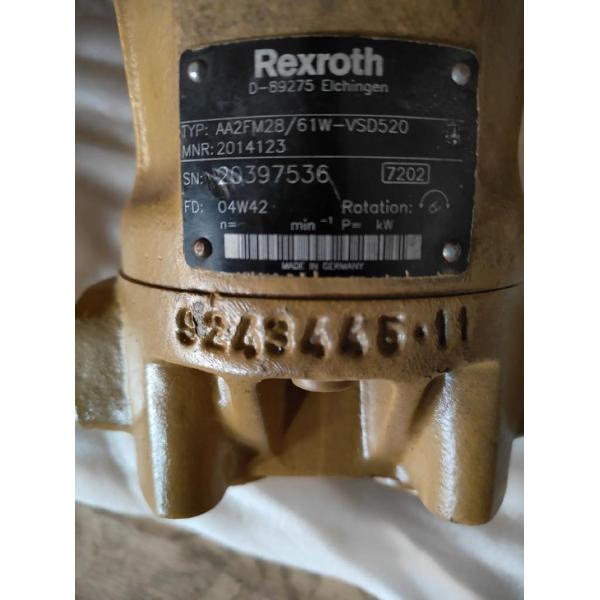 Rexroth
D-89275 Elchingen
TYP: AA2FM28/61W-VSD520
MNR: 2014123
SN: 20397536 7202
FD: 04W42 Rotation:
n= min⁻¹ P= kW
MADE IN GERMANY
9243445·11